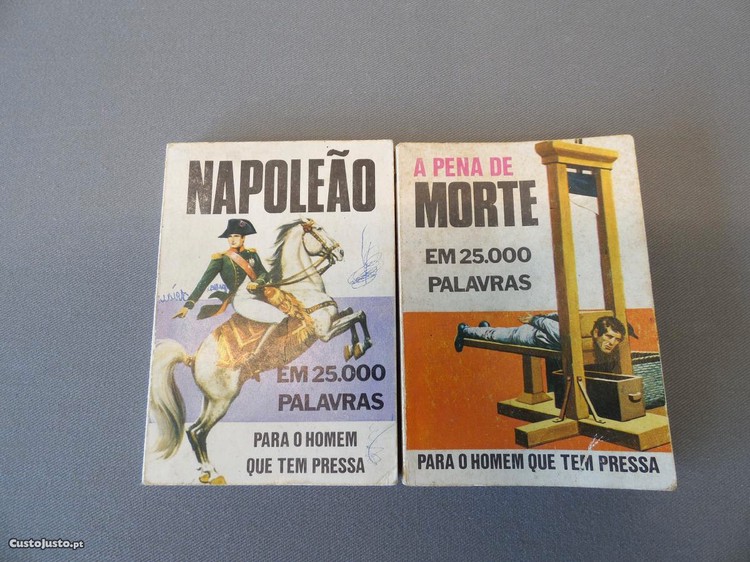 NAPOLEÃO
EM 25.000
PALAVRAS
PARA O HOMEM
QUE TEM PRESSA
A PENA DE
MORTE
EM 25.000
PALAVRAS
PARA O HOMEM QUE TEM PRESSA
CustoJusto.pt